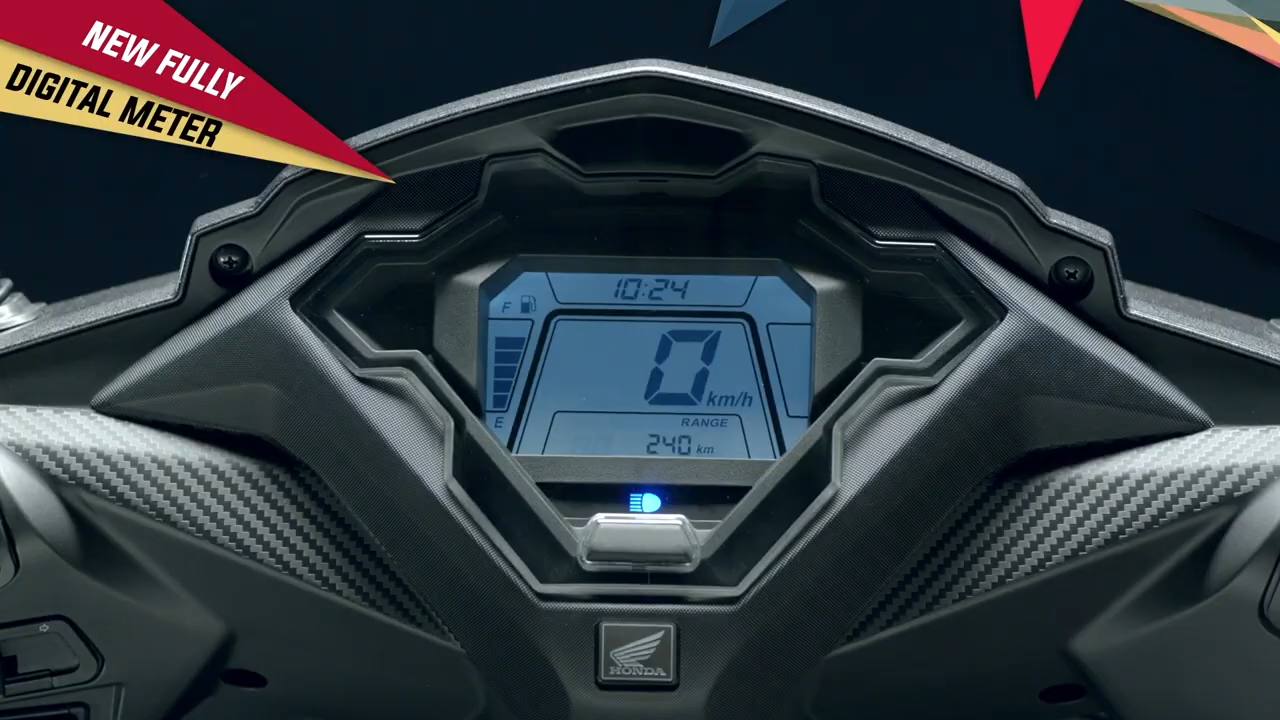 NEW FULLY
DIGITAL METER
10:24
F
0 km/h
E
RANGE
240 km
HONDA